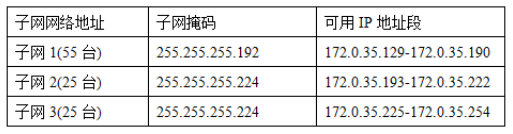 子网网络地址 子网掩码 可用 IP 地址段
子网 1(55 台) 255.255.255.192 172.0.35.129-172.0.35.190
子网 2(25 台) 255.255.255.224 172.0.35.193-172.0.35.222
子网 3(25 台) 255.255.255.224 172.0.35.225-172.0.35.254